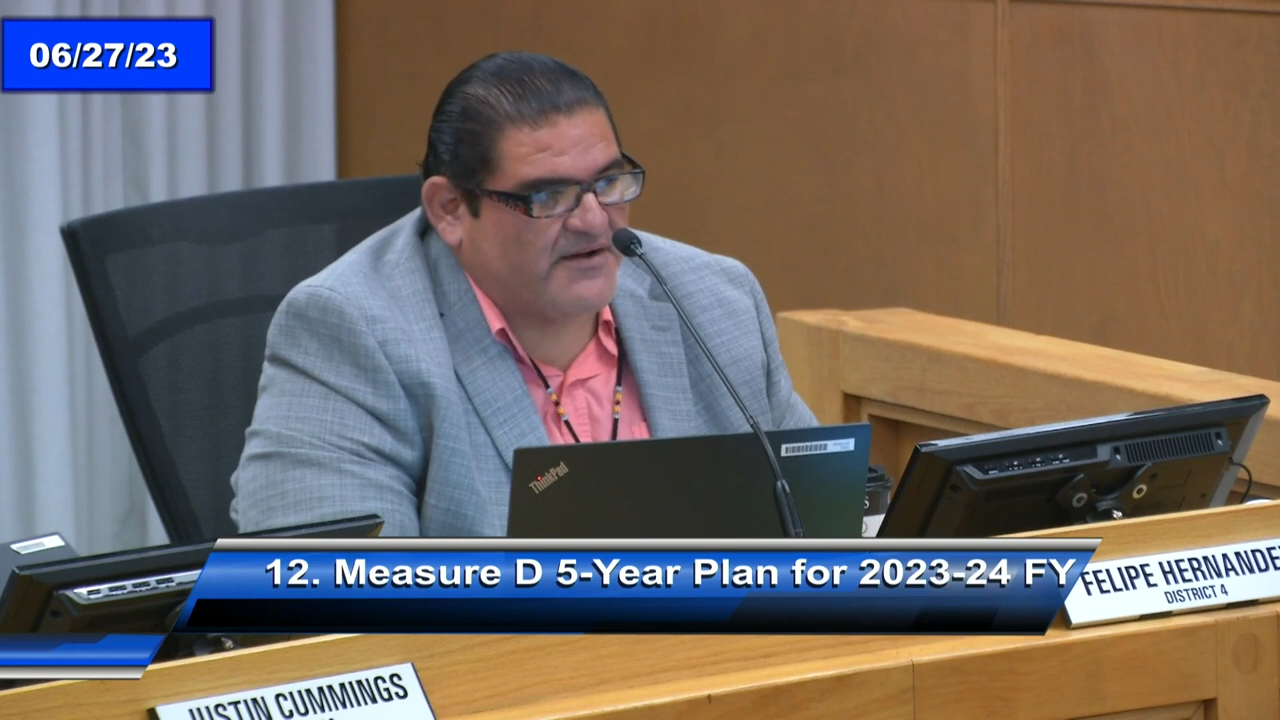 06/27/23
ThinkPad
12. Measure D 5-Year Plan for 2023-24 FY
FELIPE HERNANDE
DISTRICT 4
JUSTIN CUMMINGS